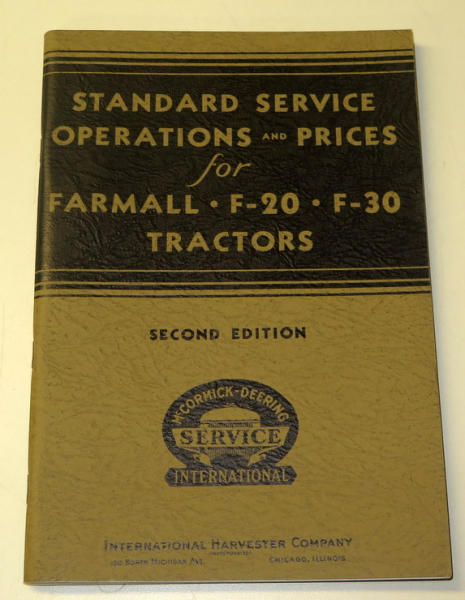 STANDARD SERVICE
OPERATIONS AND PRICES
for
FARMALL • F-20 • F-30
TRACTORS
SECOND EDITION
McCORMICK-DEERING
SERVICE
INTERNATIONAL
INTERNATIONAL HARVESTER COMPANY
(INCORPORATED)
180 NORTH MICHIGAN AVE. CHICAGO, ILLINOIS